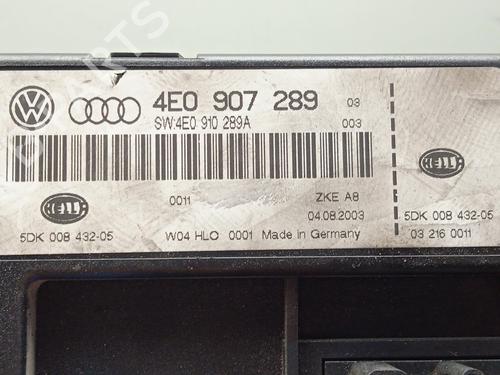 4E0 907 289 03
SW:4E0 910 289A 003
0011 ZKE A8
HELLA HELLA
04.08.2003
5DK 008 432-05 W04 HLO 0001 Made in Germany 5DK 008 432-05
03 216 0011